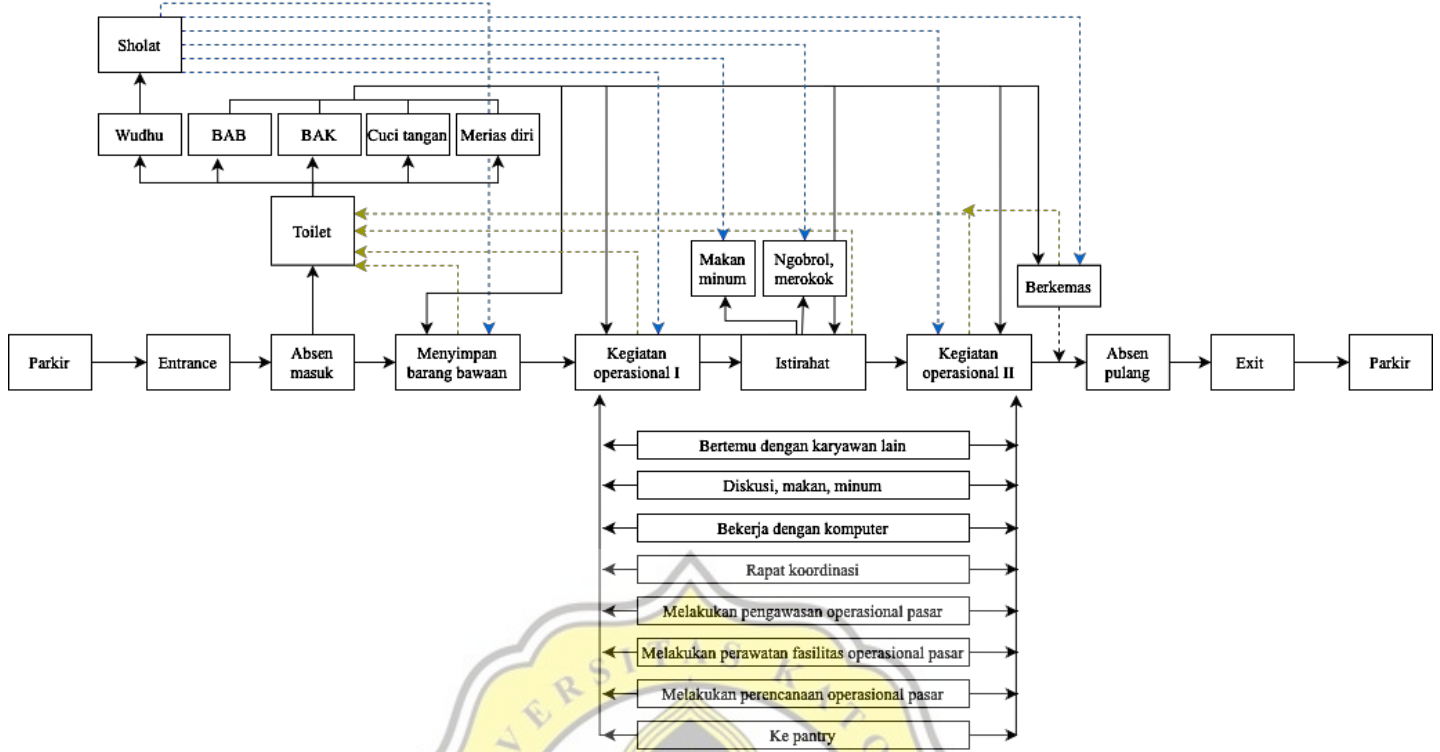 Sholat
Wudhu
BAB
BAK
Cuci tangan
Merias diri
Toilet
Makan
minum
Ngobrol,
merokok
Berkemas
Parkir
Entrance
Absen
masuk
Menyimpan
barang bawaan
Kegiatan
operasional I
Istirahat
Kegiatan
operasional II
Absen
pulang
Exit
Parkir
Bertemu dengan karyawan lain
Diskusi, makan, minum
Bekerja dengan komputer
Rapat koordinasi
Melakukan pengawasan operasional pasar
Melakukan perawatan fasilitas operasional pasar
Melakukan perencanaan operasional pasar
Ke pantry